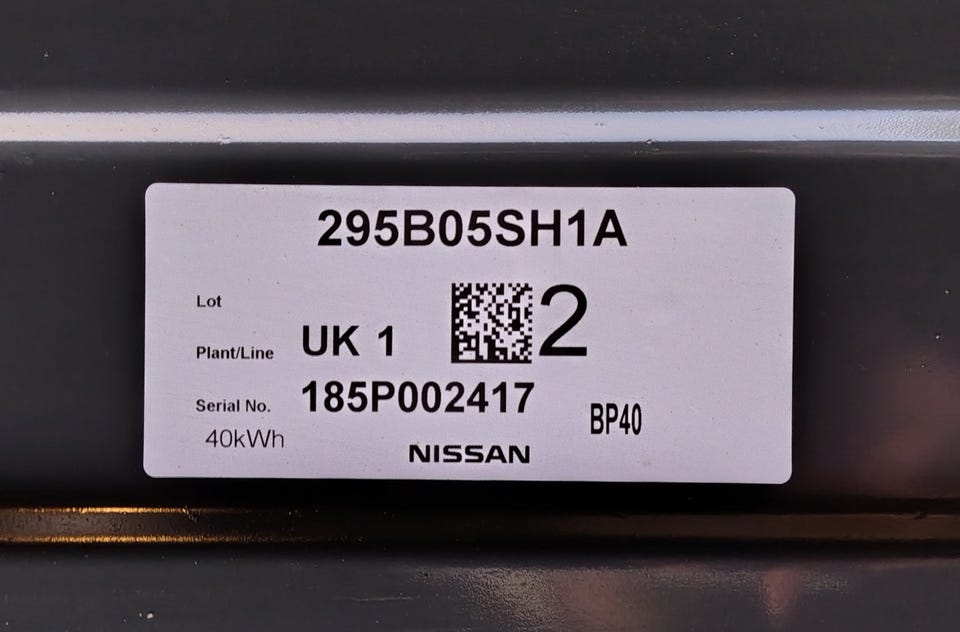 295B05SH1A
Lot
2
Plant/Line UK 1
Serial No. 185P002417
BP40
40kWh
NISSAN